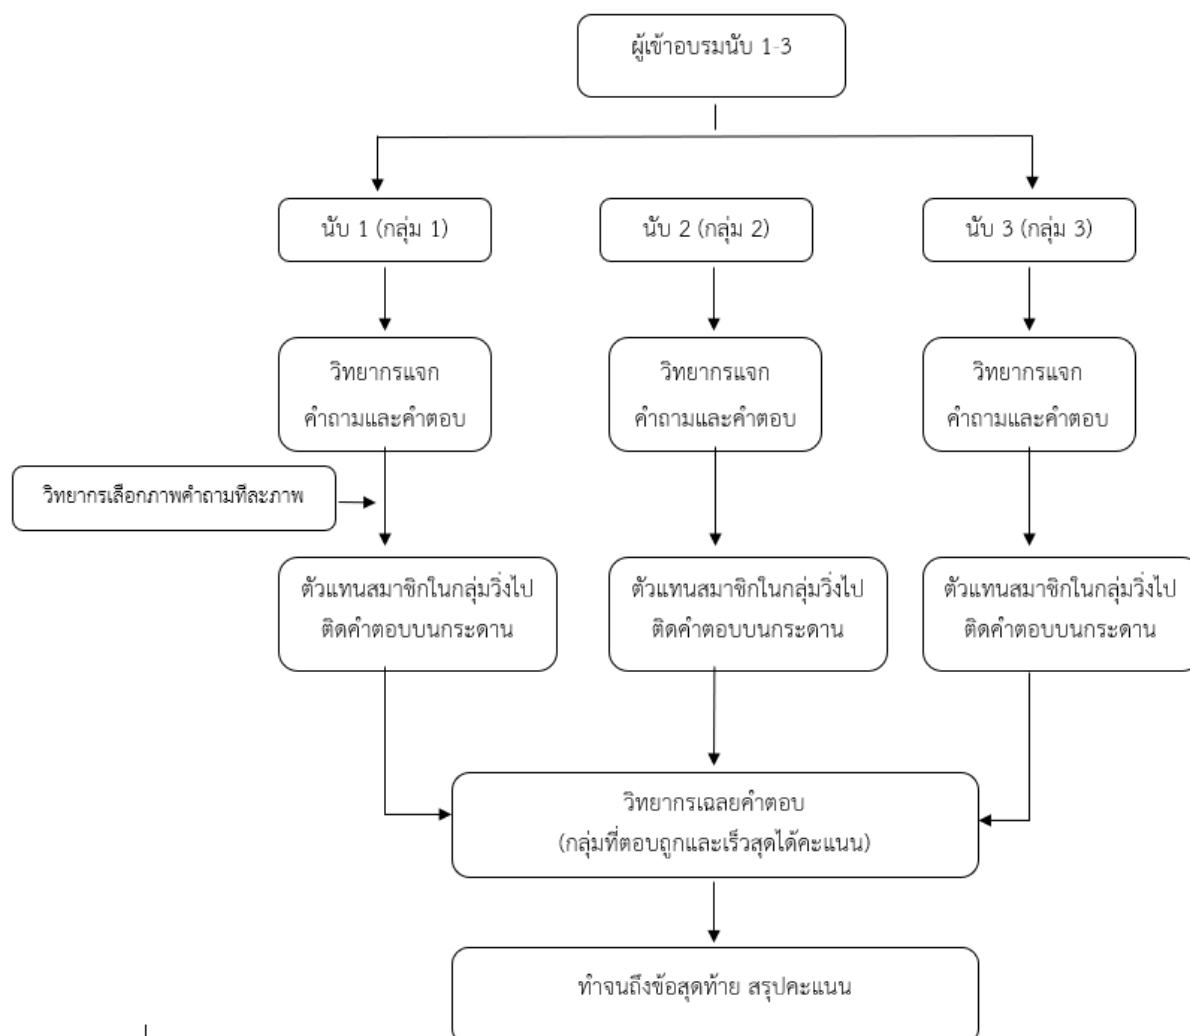 ผู้เข้าอบรมนับ 1-3
นับ 1 (กลุ่ม 1)
นับ 2 (กลุ่ม 2)
นับ 3 (กลุ่ม 3)
วิทยากรแจก
คำถามและคำตอบ
วิทยากรแจก
คำถามและคำตอบ
วิทยากรแจก
คำถามและคำตอบ
วิทยากรเลือกภาพคำถามทีละภาพ
ตัวแทนสมาชิกในกลุ่มวิ่งไป
ติดคำตอบบนกระดาน
ตัวแทนสมาชิกในกลุ่มวิ่งไป
ติดคำตอบบนกระดาน
ตัวแทนสมาชิกในกลุ่มวิ่งไป
ติดคำตอบบนกระดาน
วิทยากรเฉลยคำตอบ
(กลุ่มที่ตอบถูกและเร็วสุดได้คะแนน)
ทำจนถึงข้อสุดท้าย สรุปคะแนน